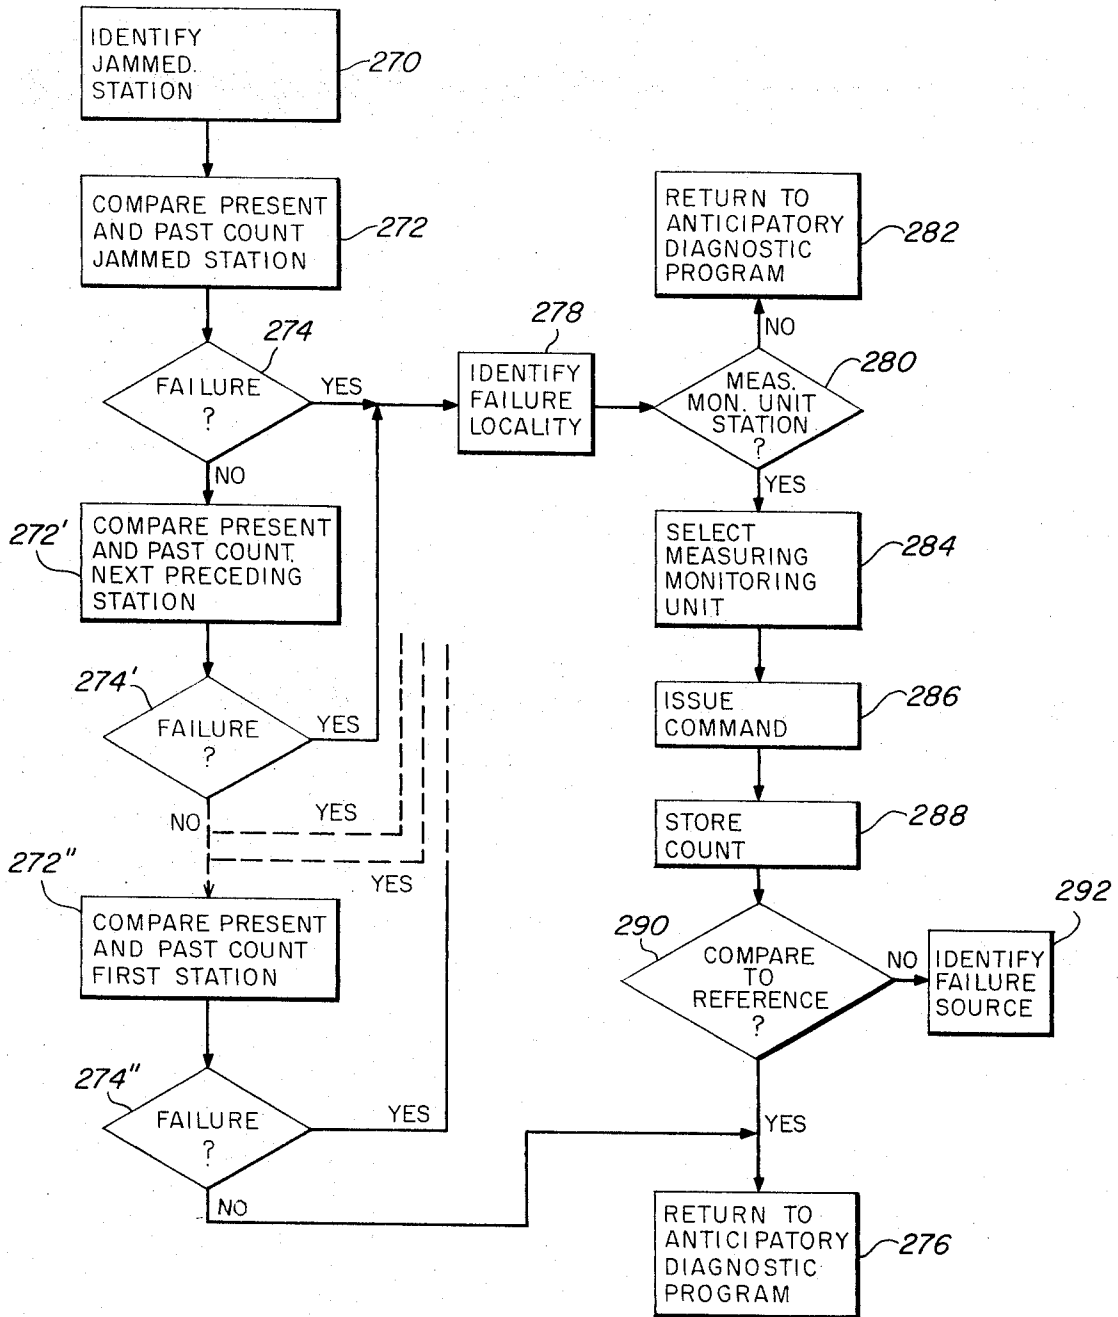 IDENTIFY
JAMMED.
STATION
270
COMPARE PRESENT
AND PAST COUNT
JAMMED STATION
272
FAILURE
?
274
YES
NO
278
IDENTIFY
FAILURE
LOCALITY
RETURN TO
ANTICIPATORY
DIAGNOSTIC
PROGRAM
282
NO
MEAS.
MON. UNIT
STATION
?
280
YES
272'
COMPARE PRESENT
AND PAST COUNT,
NEXT PRECEDING
STATION
SELECT
MEASURING
MONITORING
UNIT
284
274'
FAILURE
?
YES
NO
YES
YES
ISSUE
COMMAND
286
STORE
COUNT
288
272"
COMPARE PRESENT
AND PAST COUNT
FIRST STATION
290
COMPARE
TO
REFERENCE
?
NO
YES
292
IDENTIFY
FAILURE
SOURCE
274"
FAILURE
?
YES
NO
RETURN TO
ANTICIPATORY
DIAGNOSTIC
PROGRAM
276